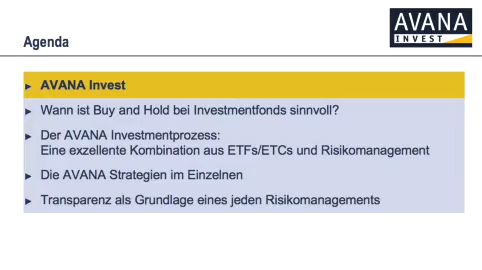 AVANA
INVEST
Agenda
► AVANA Invest
► Wann ist Buy and Hold bei Investmentfonds sinnvoll?
► Der AVANA Investmentprozess:
Eine exzellente Kombination aus ETFs/ETCs und Risikomanagement
► Die AVANA Strategien im Einzelnen
► Transparenz als Grundlage eines jeden Risikomanagements